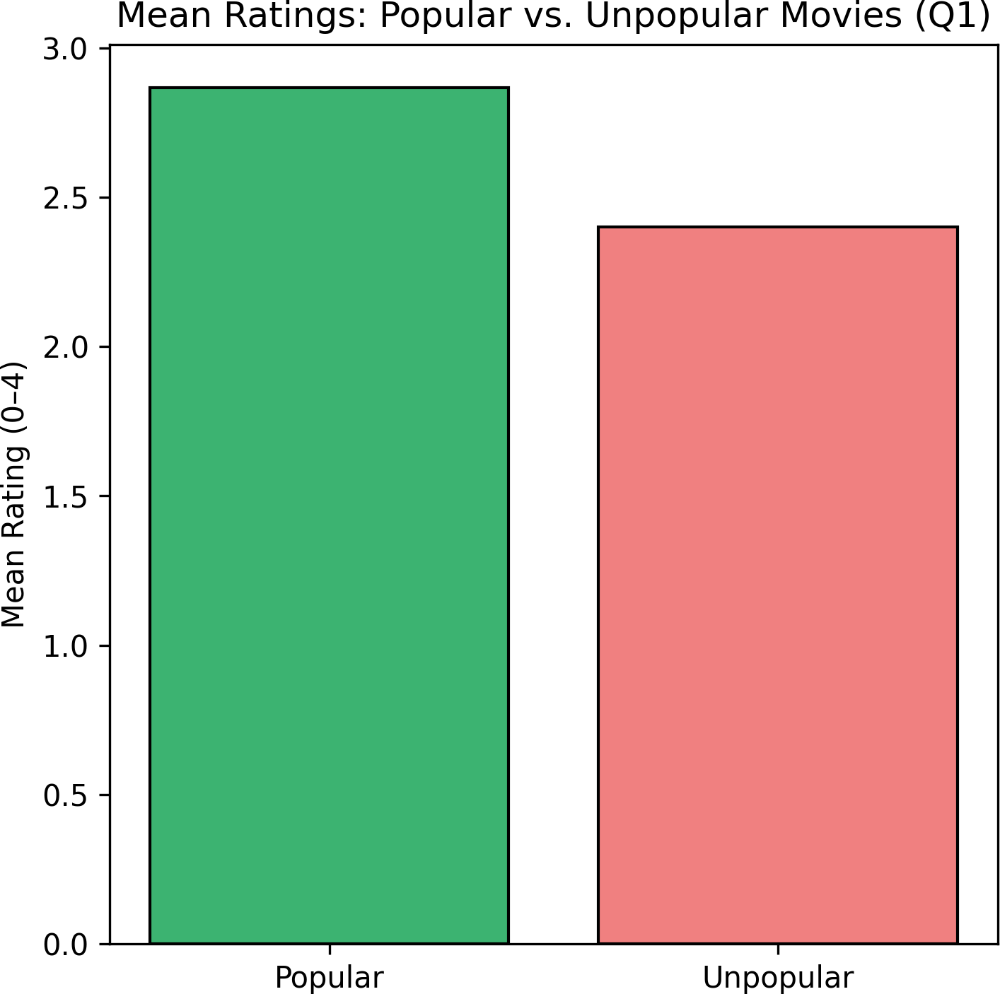 Mean Ratings: Popular vs. Unpopular Movies (Q1)
Mean Rating (0–4)
3.0
2.5
2.0
1.5
1.0
0.5
0.0
Popular
Unpopular